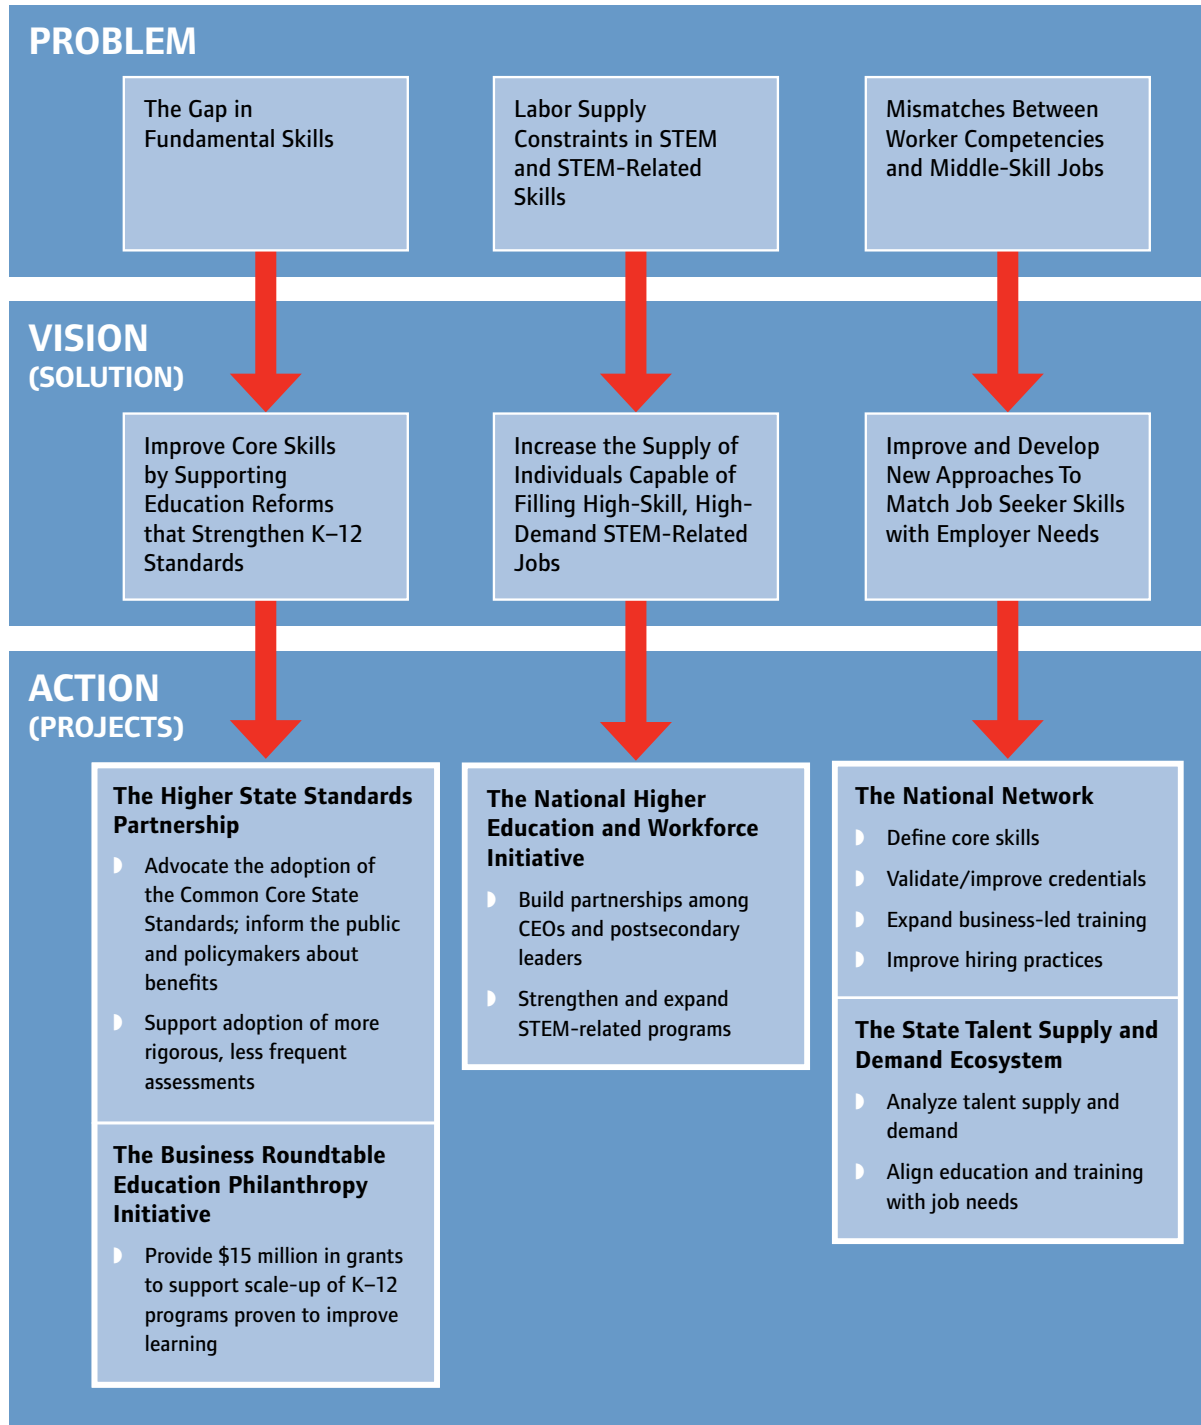 PROBLEM
The Gap in
Fundamental Skills
Labor Supply
Constraints in STEM
and STEM-Related
Skills
Mismatches Between
Worker Competencies
and Middle-Skill Jobs
VISION
(SOLUTION)
Improve Core Skills
by Supporting
Education Reforms
that Strengthen K–12
Standards
Increase the Supply of
Individuals Capable of
Filling High-Skill, High-
Demand STEM-Related
Jobs
Improve and Develop
New Approaches To
Match Job Seeker Skills
with Employer Needs
ACTION
(PROJECTS)
The Higher State Standards
Partnership
Advocate the adoption of
the Common Core State
Standards; inform the public
and policymakers about
benefits
Support adoption of more
rigorous, less frequent
assessments
The Business Roundtable
Education Philanthropy
Initiative
Provide $15 million in grants
to support scale-up of K–12
programs proven to improve
learning
The National Higher
Education and Workforce
Initiative
Build partnerships among
CEOs and postsecondary
leaders
Strengthen and expand
STEM-related programs
The National Network
Define core skills
Validate/improve credentials
Expand business-led training
Improve hiring practices
The State Talent Supply and
Demand Ecosystem
Analyze talent supply and
demand
Align education and training
with job needs